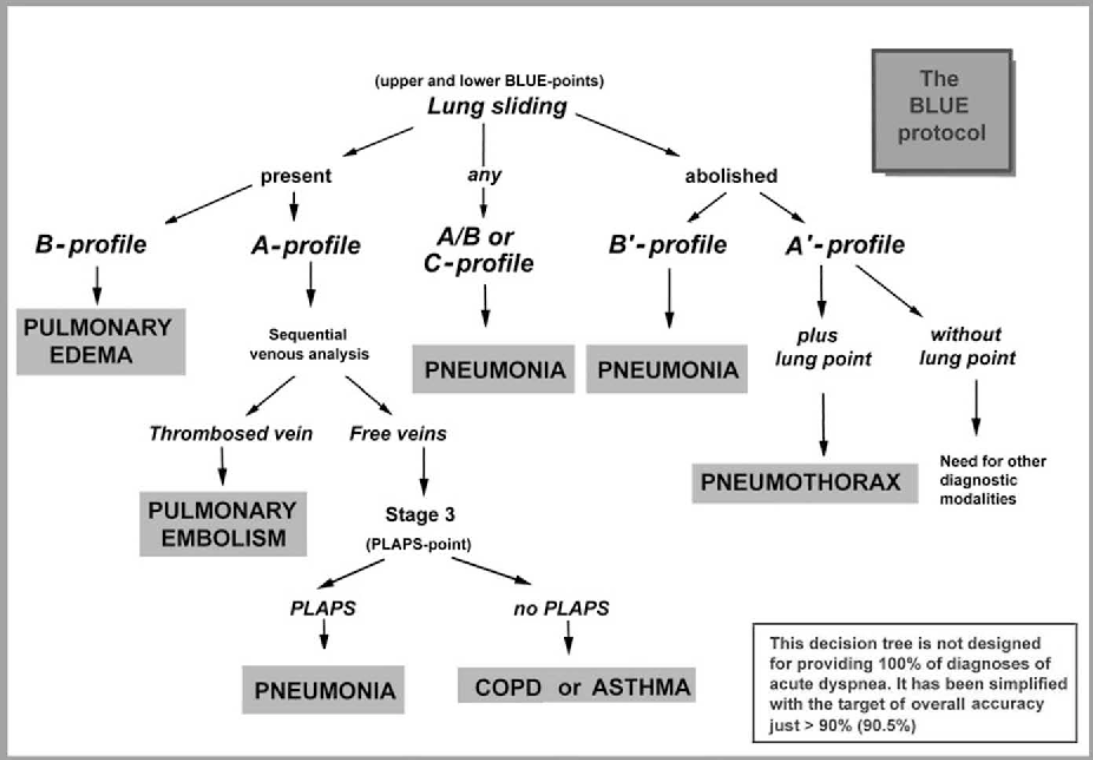 (upper and lower BLUE-points)
Lung sliding
The
BLUE
protocol
present
any
abolished
B-profile
A-profile
A/B or
C-profile
B'-profile
A'-profile
PULMONARY
EDEMA
Sequential
venous analysis
PNEUMONIA
PNEUMONIA
plus
lung point
without
lung point
Thrombosed vein
Free veins
PULMONARY
EMBOLISM
Stage 3
(PLAPS-point)
PNEUMOTHORAX
Need for other
diagnostic
modalities
PLAPS
no PLAPS
PNEUMONIA
COPD or ASTHMA
This decision tree is not designed
for providing 100% of diagnoses of
acute dyspnea. It has been simplified
with the target of overall accuracy
just > 90% (90.5%)